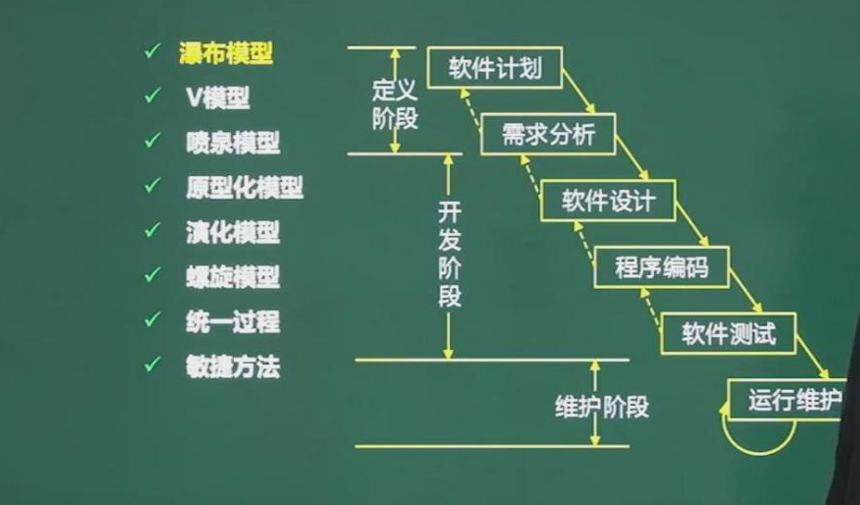 瀑布模型
V模型
喷泉模型
原型化模型
演化模型
螺旋模型
统一过程
敏捷方法
定义
阶段
开
发
阶
段
维护阶段
软件计划
需求分析
软件设计
程序编码
软件测试
运行维护